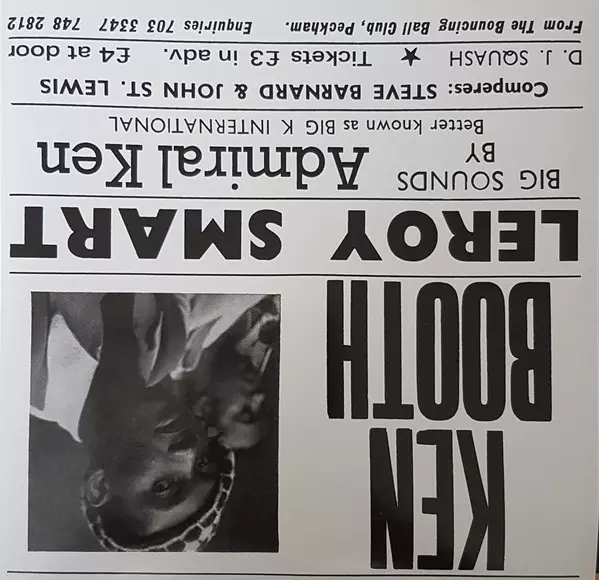 KEN
BOOTH
LEROY SMART
BIG SOUNDS BY Admiral Ken
Better known as BIG K INTERNATIONAL
Comperes: STEVE BARNARD & JOHN ST. LEWIS
D. J. SQUASH ★ Tickets £3 in adv. £4 at door
From The Bouncing Ball Club, Peckham. Enquiries 703 3347 748 2812